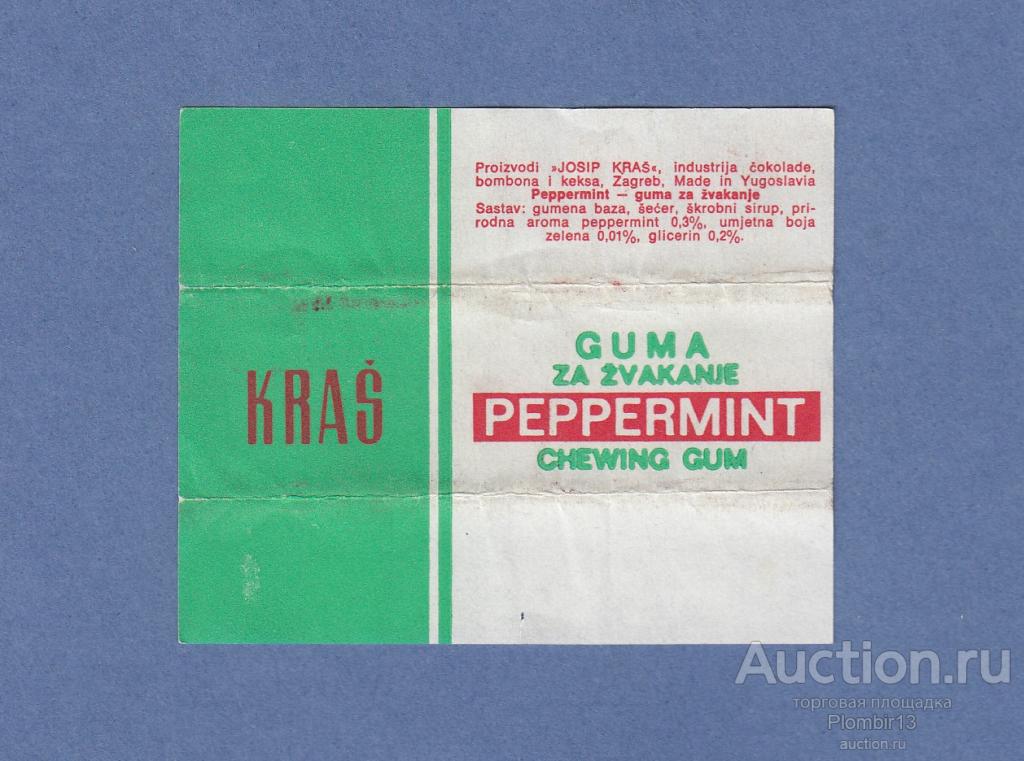 Proizvodi »JOSIP KRAŠ«, industrija čokolade,
bombona i keksa, Zagreb, Made in Yugoslavia
Peppermint — guma za žvakanje
Sastav: gumena baza, šećer, škrobni sirup, pri-
rodna aroma peppermint 0,3%, umjetna boja
zelena 0,01%, glicerin 0,2%.
KRAŠ
GUMA
ZA ŽVAKANJE
PEPPERMINT
CHEWING GUM
Auction.ru
торговая площадка
Plombir13
auction.ru